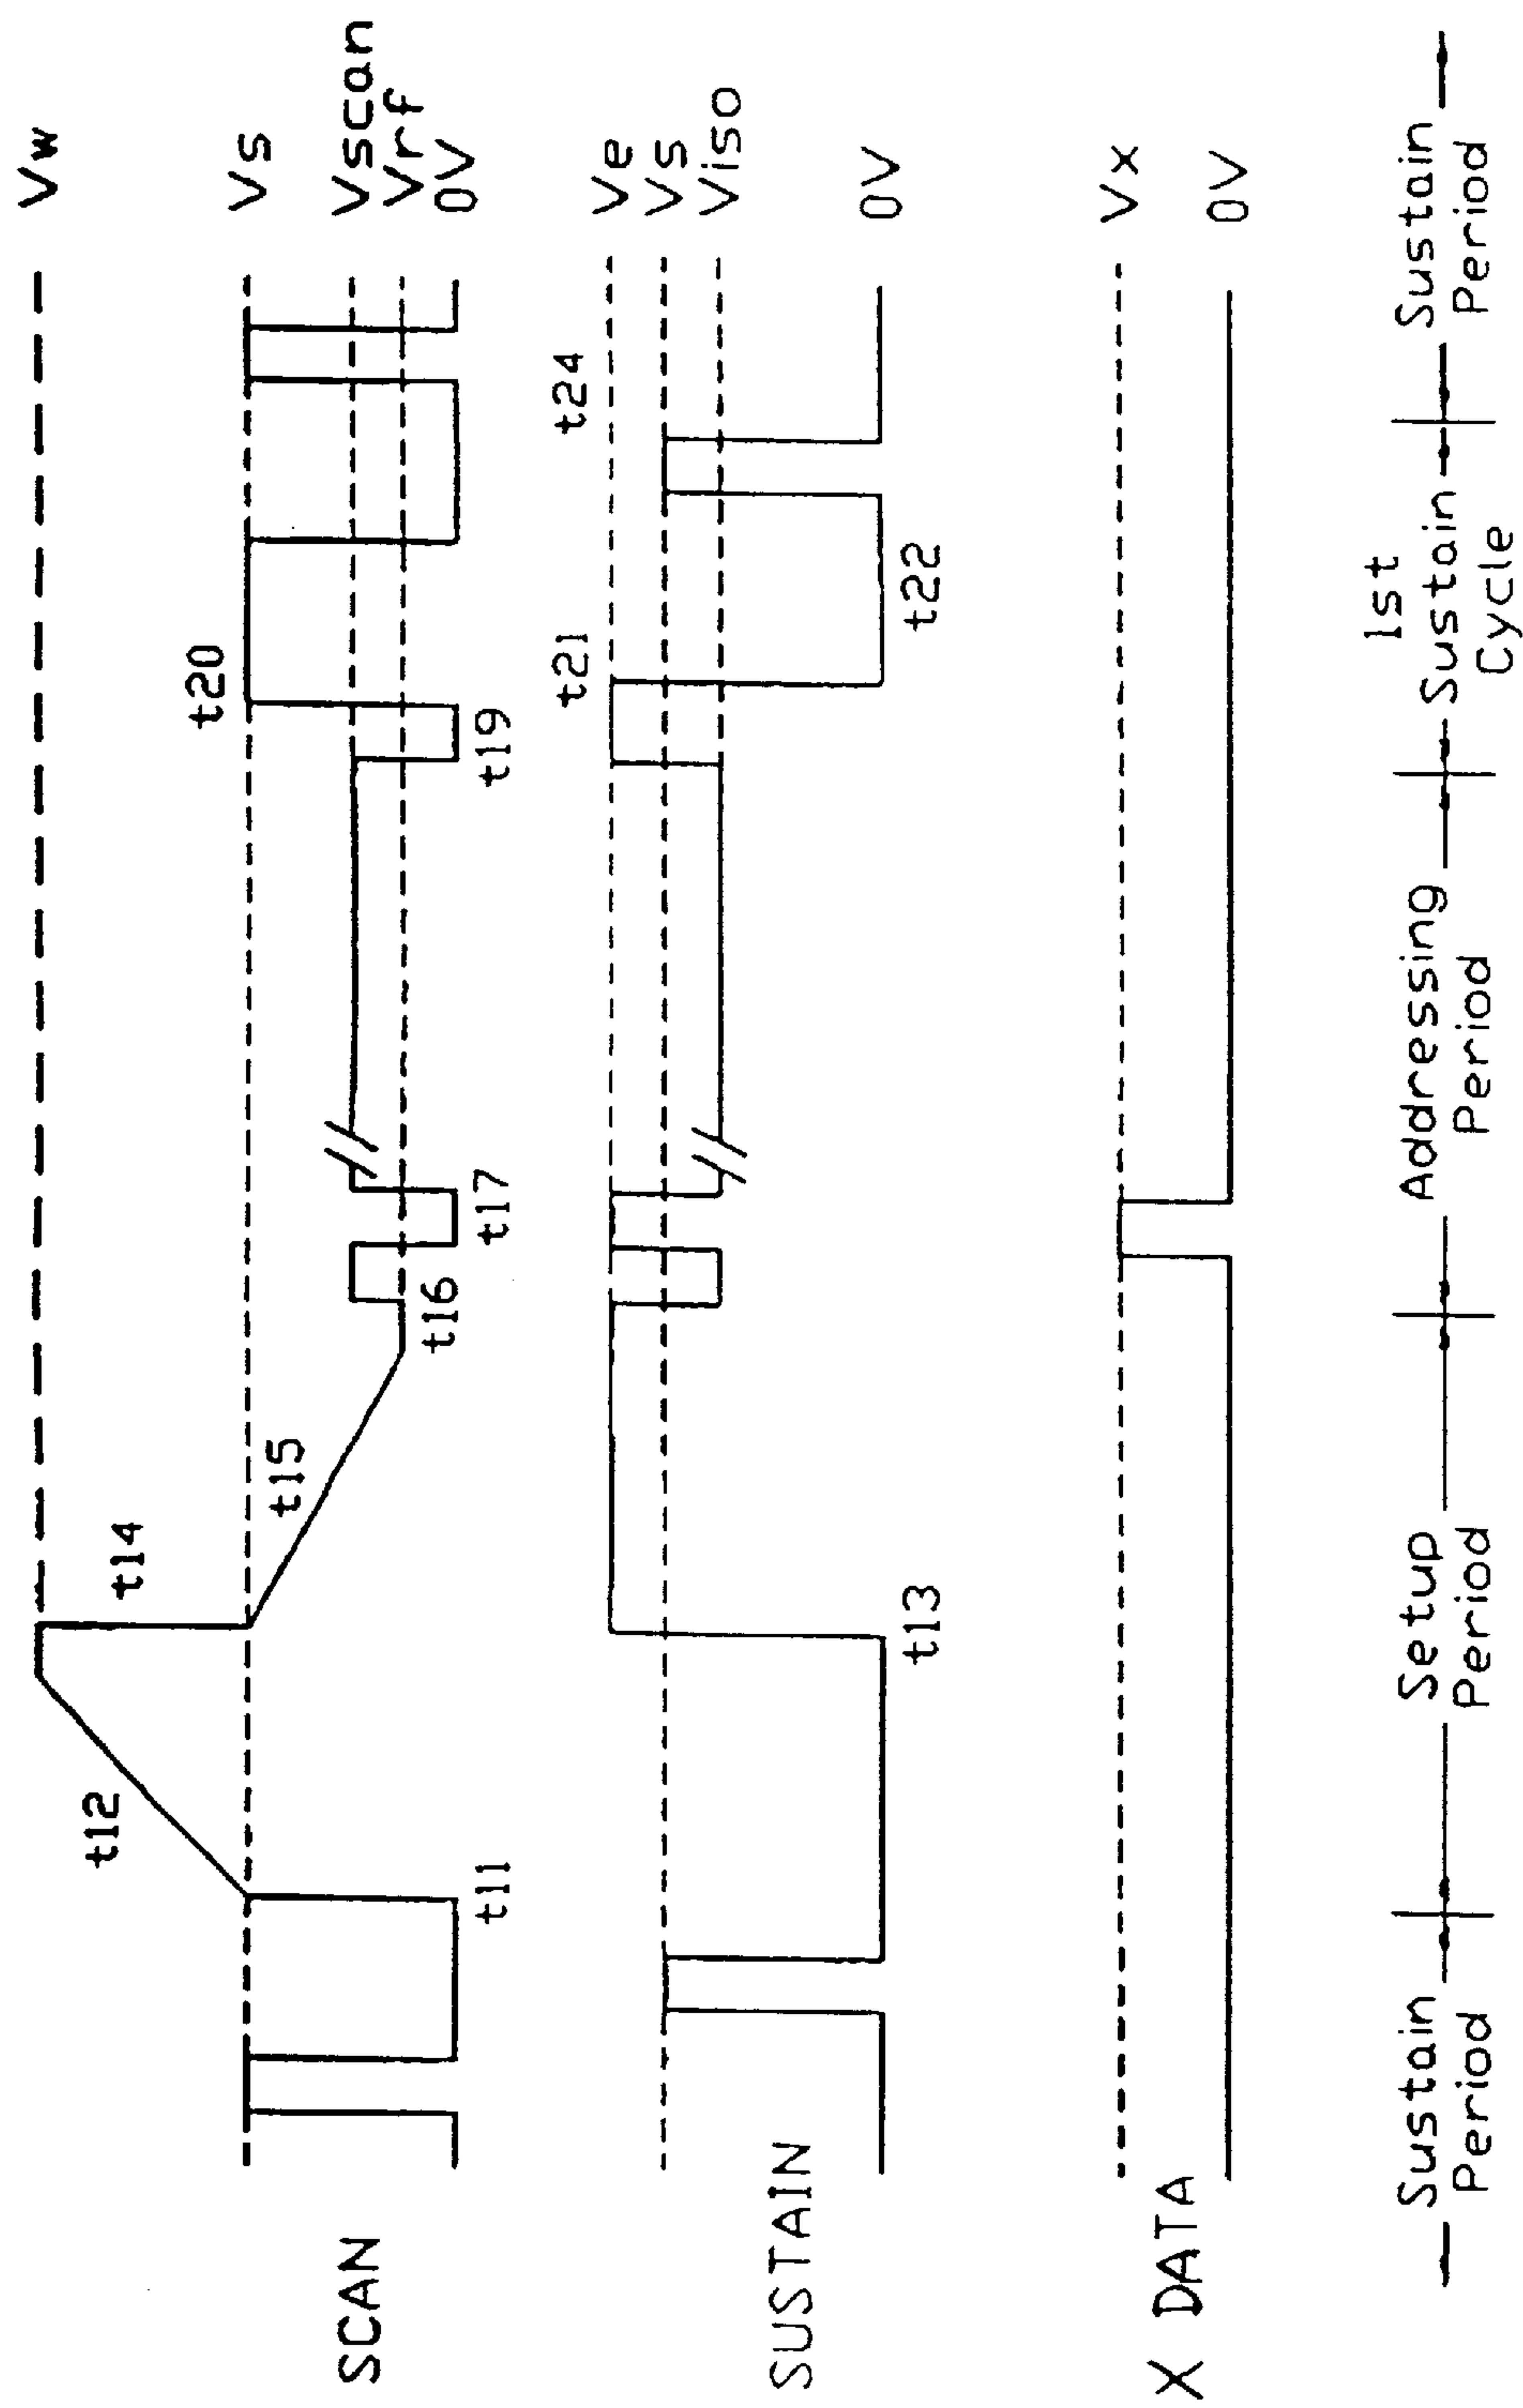 Vw
t14
t12
t20
Vs
t15
SCAN
Vscan
Vrf
t16
0V
t11
t17
t19
t21
t24
Ve
Vs
Viso
SUSTAIN
0V
t13
t22
Vx
X DATA
0V
Sustain
Period
Setup
Period
Addressing
Period
1st
Sustain
Cycle
Sustain
Period